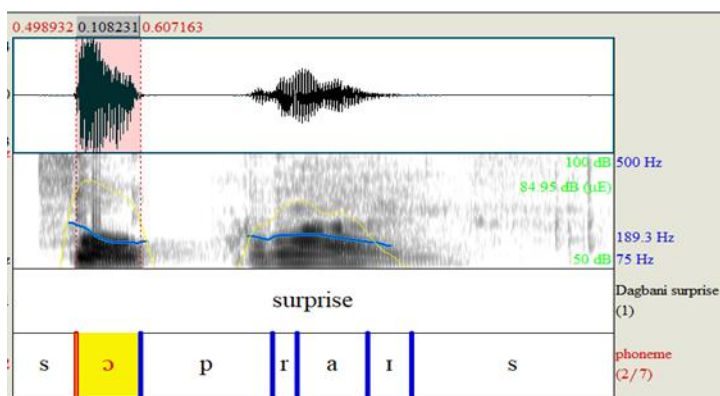 0.498932 0.108231 0.607163
100 dB 500 Hz
84.95 dB (µE)
189.3 Hz
50 dB 75 Hz
surprise Dagbani surprise
(1)
s ɔ p r a ɪ s phoneme
(2/7)